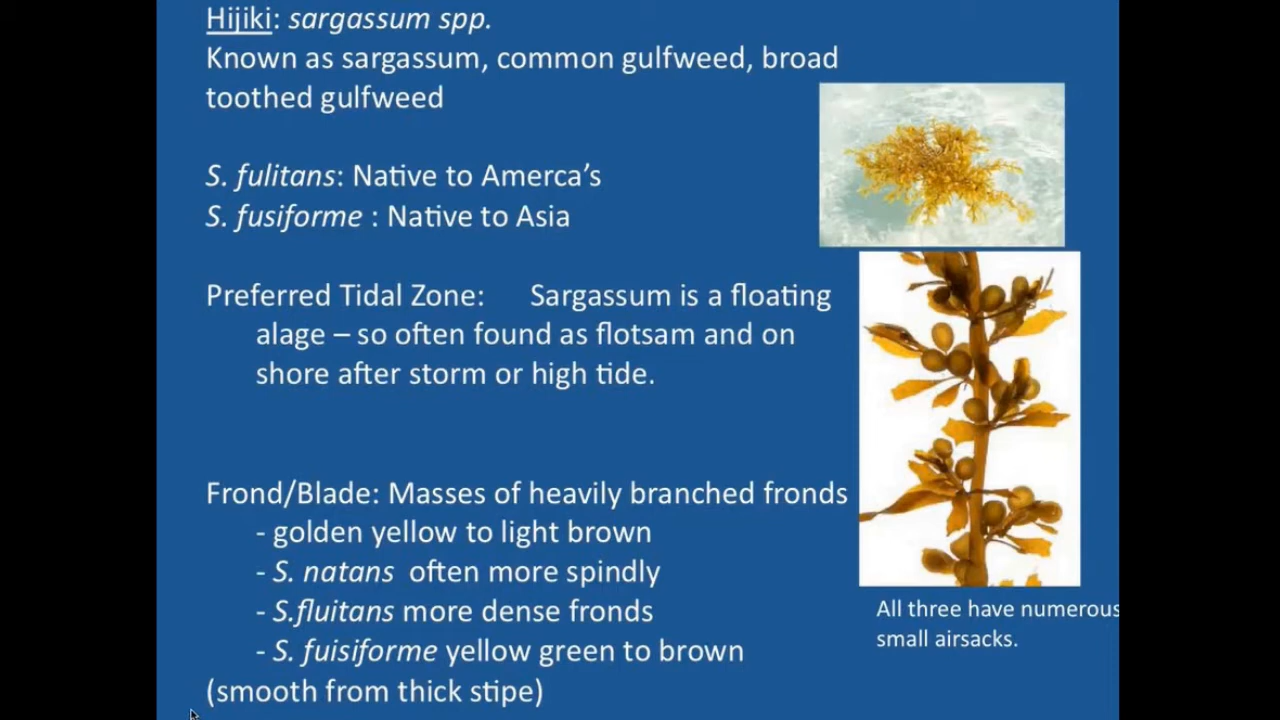 Hijiki: sargassum spp.
Known as sargassum, common gulfweed, broad
toothed gulfweed
S. fulitans: Native to Amerca’s
S. fusiforme : Native to Asia
Preferred Tidal Zone: Sargassum is a floating
alage – so often found as flotsam and on
shore after storm or high tide.
Frond/Blade: Masses of heavily branched fronds
- golden yellow to light brown
- S. natans often more spindly
- S.fluitans more dense fronds
- S. fuisiforme yellow green to brown
(smooth from thick stipe)
All three have numerous
small airsacks.